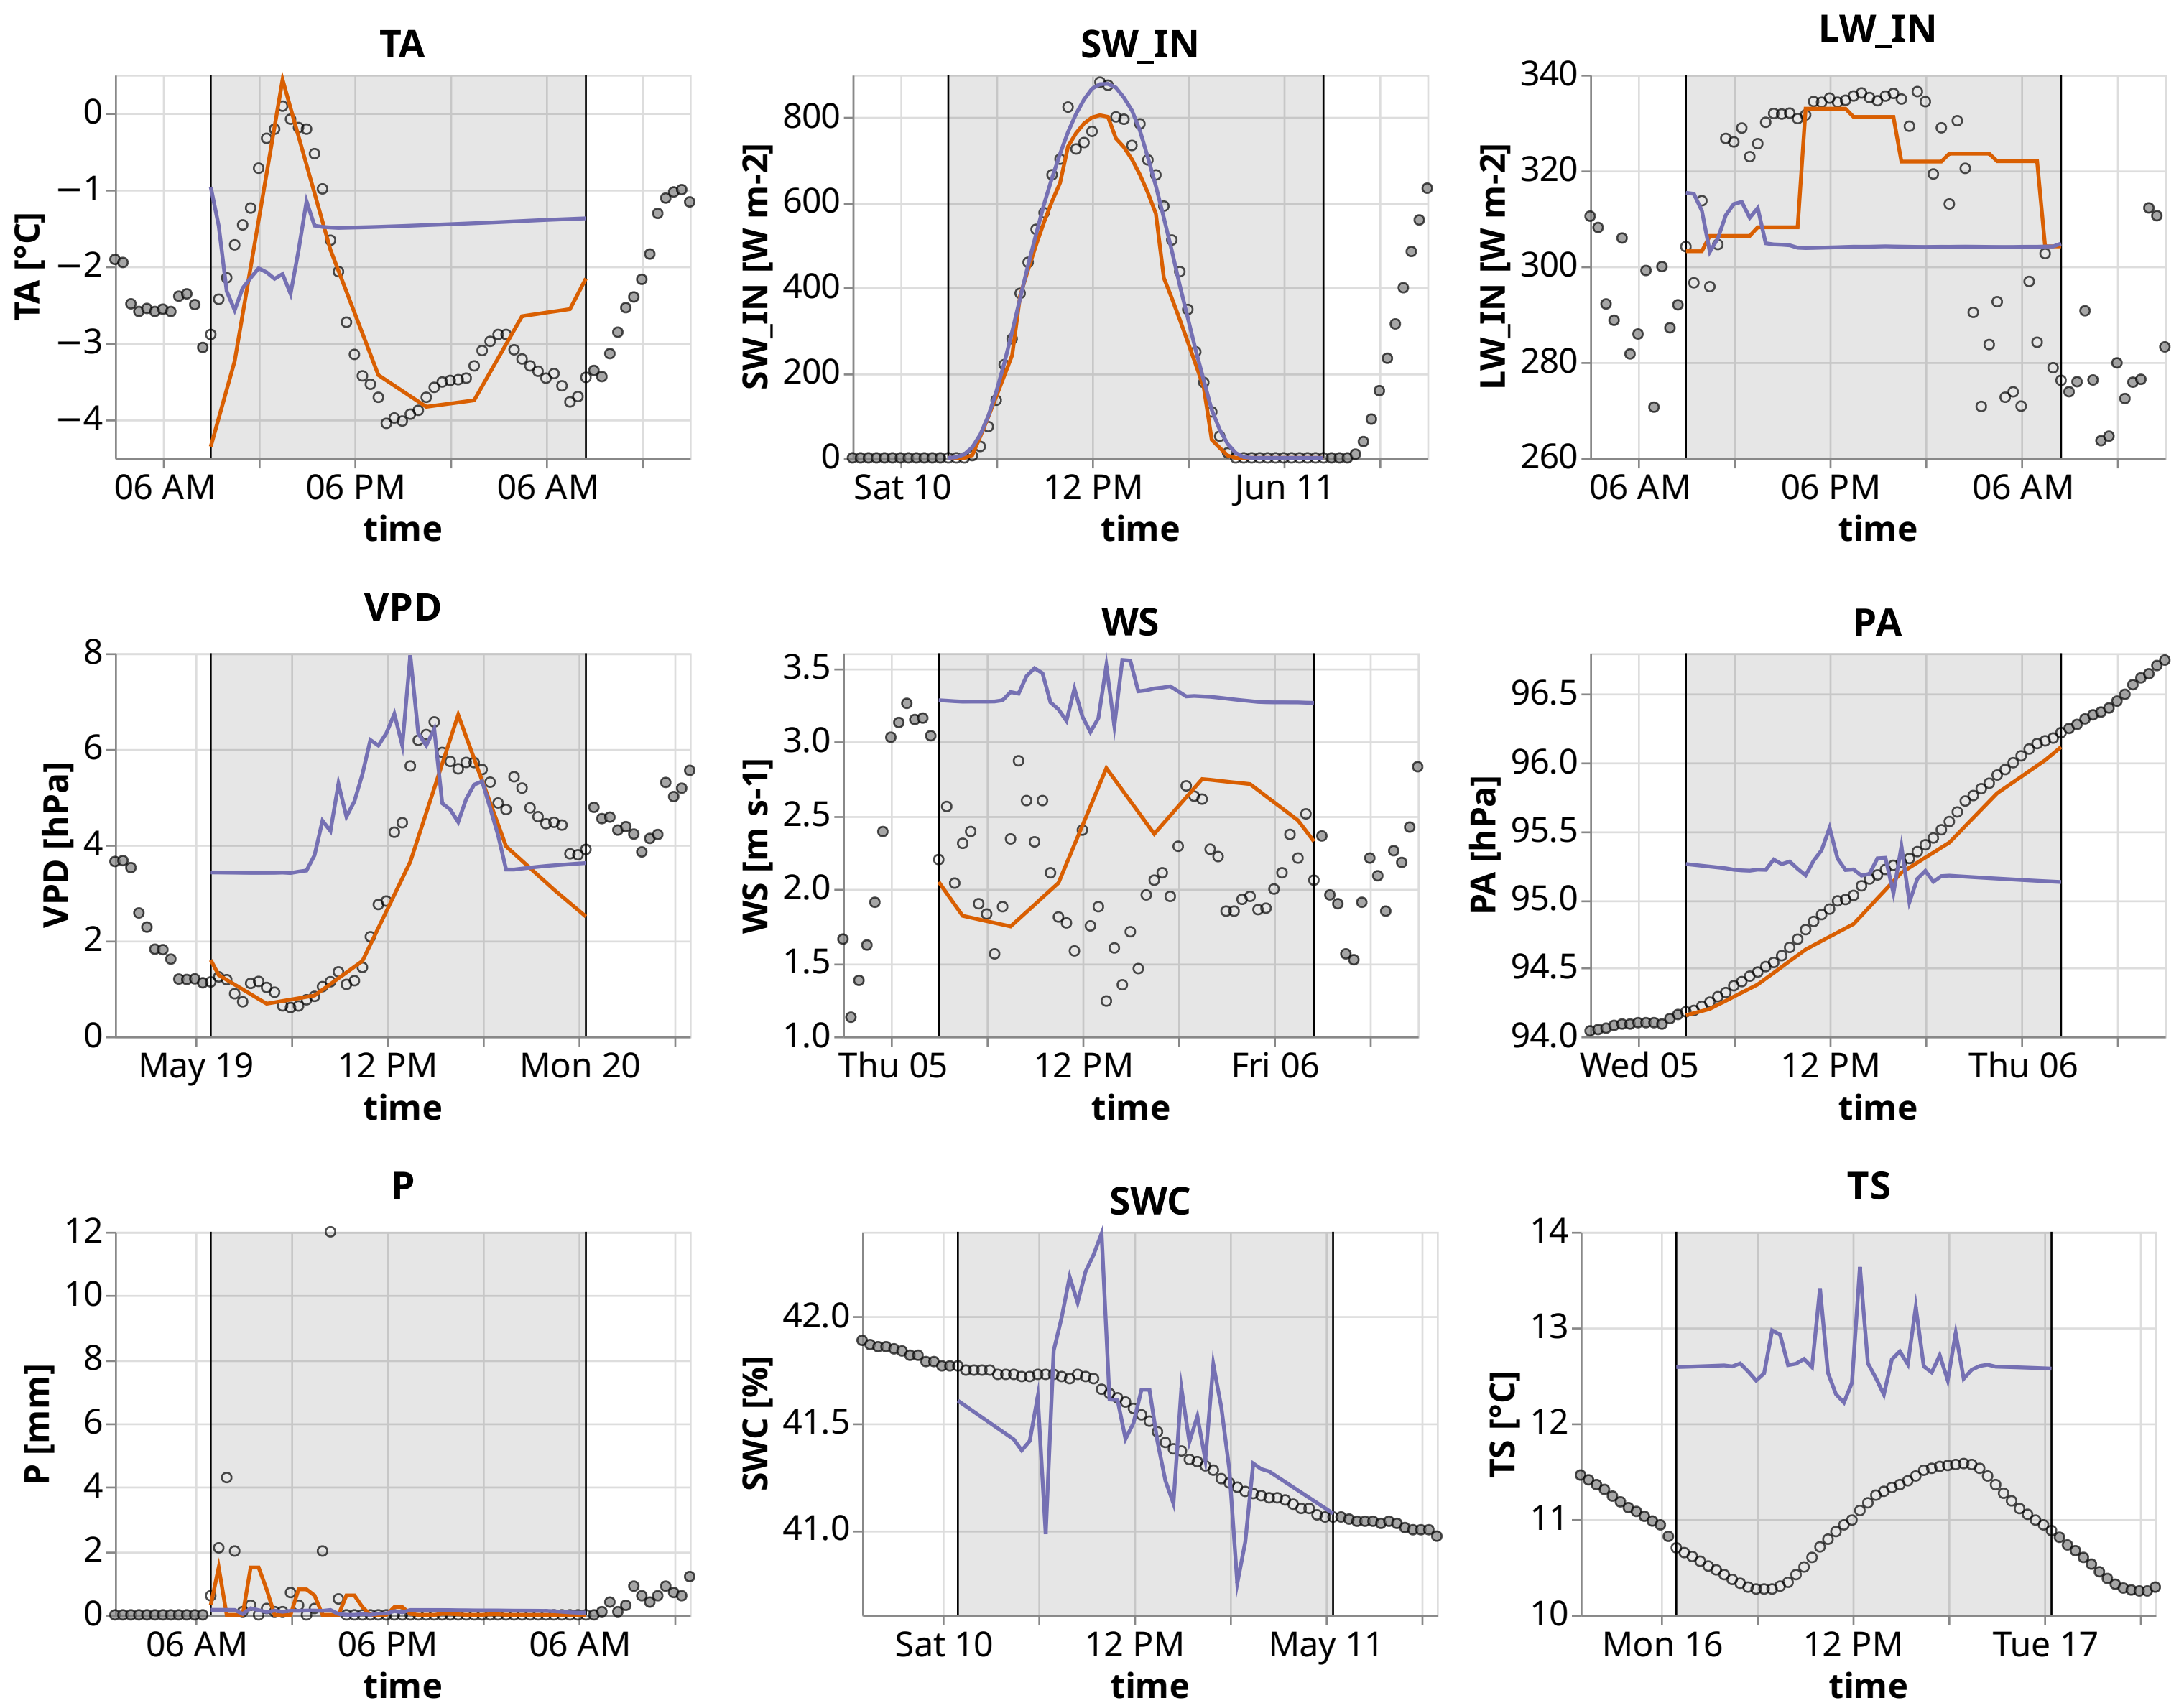 TA
SW_IN
LW_IN
0
−1
−2
−3
−4
TA [°C]
06 AM
06 PM
06 AM
time
800
600
400
200
0
SW_IN [W m-2]
Sat 10
12 PM
Jun 11
time
340
320
300
280
260
LW_IN [W m-2]
06 AM
06 PM
06 AM
time
VPD
WS
PA
8
6
4
2
0
VPD [hPa]
May 19
12 PM
Mon 20
time
3.5
3.0
2.5
2.0
1.5
1.0
WS [m s-1]
Thu 05
12 PM
Fri 06
time
96.5
96.0
95.5
95.0
94.5
94.0
PA [hPa]
Wed 05
12 PM
Thu 06
time
P
SWC
TS
12
10
8
6
4
2
0
P [mm]
06 AM
06 PM
06 AM
time
42.0
41.5
41.0
SWC [%]
Sat 10
12 PM
May 11
time
14
13
12
11
10
TS [°C]
Mon 16
12 PM
Tue 17
time